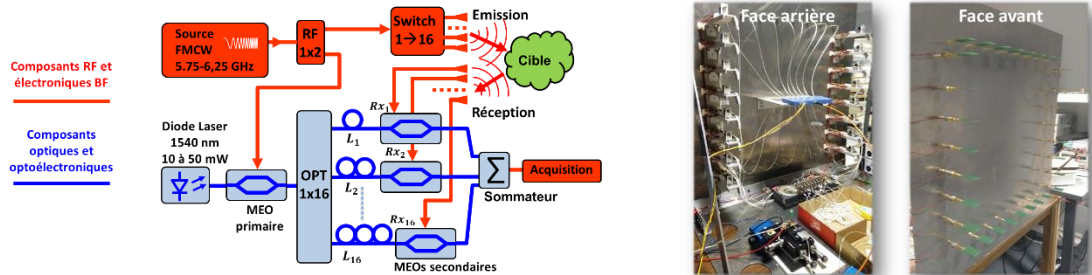 Composants RF et
électroniques BF
Composants
optiques et
optoélectroniques
Source
FMCW
5.75-6,25 GHz
RF
1x2
Switch
1→16
Emission
Cible
Réception
Diode Laser
1540 nm
10 à 50 mW
MEO
primaire
OPT
1x16
L1
L2
L16
Rx1
Rx2
Rx16
MEOs secondaires
Σ
Sommateur
Acquisition
Face arrière
Face avant